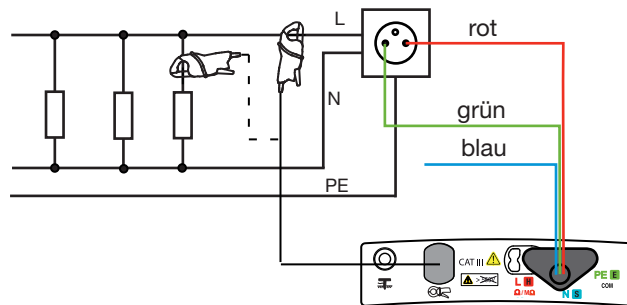 L
rot
N
grün
blau
PE
CAT III
L H
Ω/MΩ
N S
PE E
COM